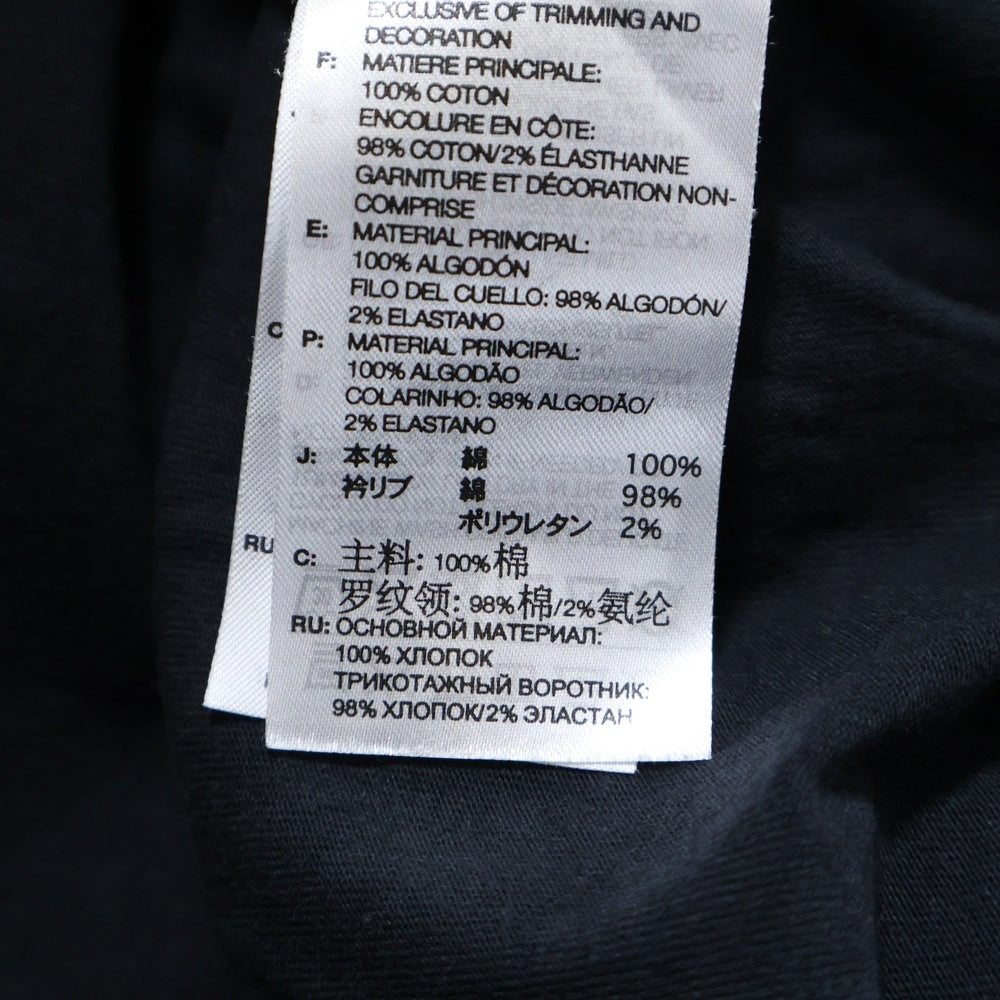 EXCLUSIVE OF TRIMMING AND
DECORATION
F: MATIERE PRINCIPALE:
100% COTON
ENCOLURE EN CÔTE:
98% COTON/2% ÉLASTHANNE
GARNITURE ET DÉCORATION NON-
COMPRISE
E: MATERIAL PRINCIPAL:
100% ALGODÓN
FILO DEL CUELLO: 98% ALGODÓN/
2% ELASTANO
P: MATERIAL PRINCIPAL:
100% ALGODÃO
COLARINHO: 98% ALGODÃO/
2% ELASTANO
J: 本体 綿 100%
衿リブ 綿 98%
ポリウレタン 2%
C: 主料: 100%棉
罗纹领: 98%棉/2%氨纶
RU: ОСНОВНОЙ МАТЕРИАЛ:
100% ХЛОПОК
ТРИКОТАЖНЫЙ ВОРОТНИК:
98% ХЛОПОК/2% ЭЛАСТАН
C
RU